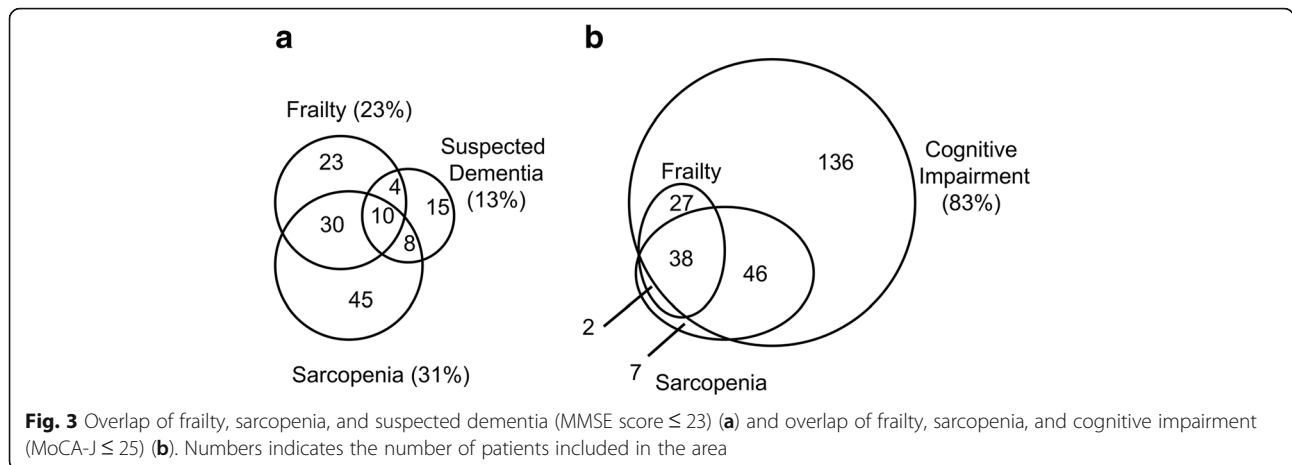 a
b
Frailty (23%)
Suspected
Dementia
(13%)
23
4
15
10
30
8
45
Sarcopenia (31%)
Cognitive
Impairment
(83%)
136
Frailty
27
38
46
2
7
Sarcopenia
Fig. 3 Overlap of frailty, sarcopenia, and suspected dementia (MMSE score ≤ 23) (a) and overlap of frailty, sarcopenia, and cognitive impairment
(MoCA-J ≤ 25) (b). Numbers indicates the number of patients included in the area